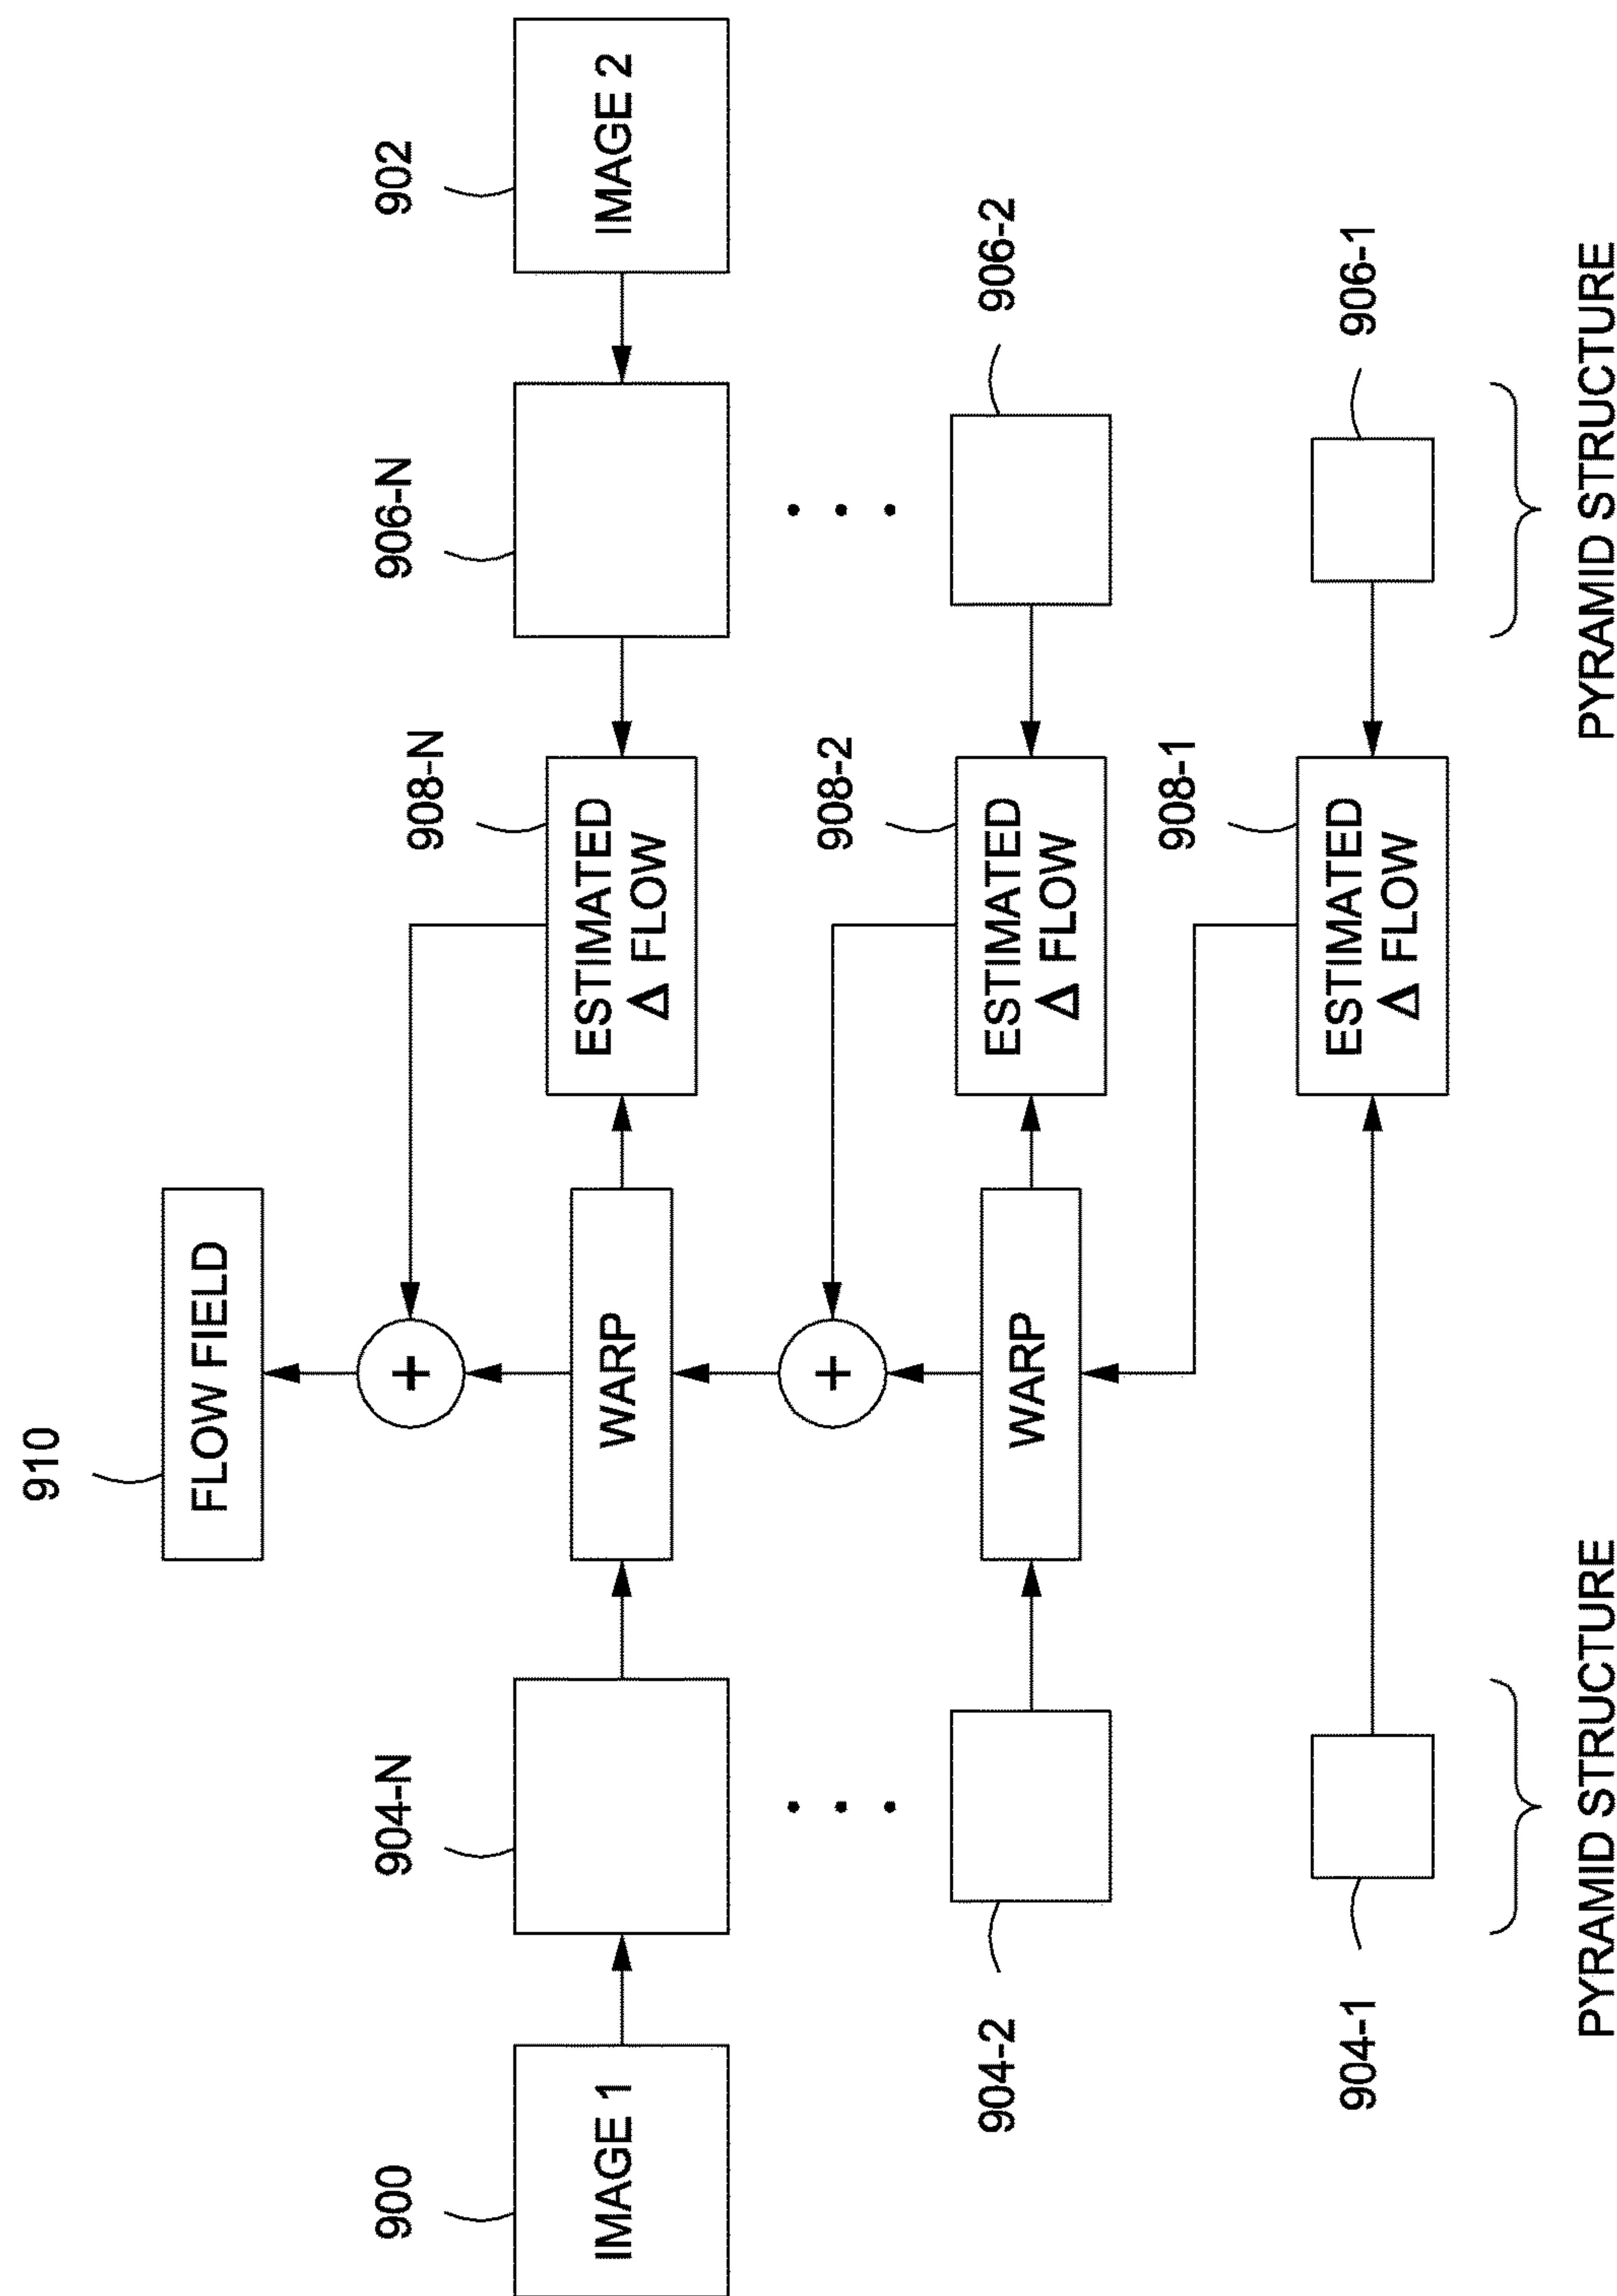 910
FLOW FIELD
900
904-N
908-N
906-N
902
IMAGE 1
WARP
ESTIMATED
Δ FLOW
IMAGE 2
+
+
908-2
904-2
WARP
ESTIMATED
Δ FLOW
906-2
908-1
904-1
ESTIMATED
Δ FLOW
906-1
PYRAMID STRUCTURE
PYRAMID STRUCTURE